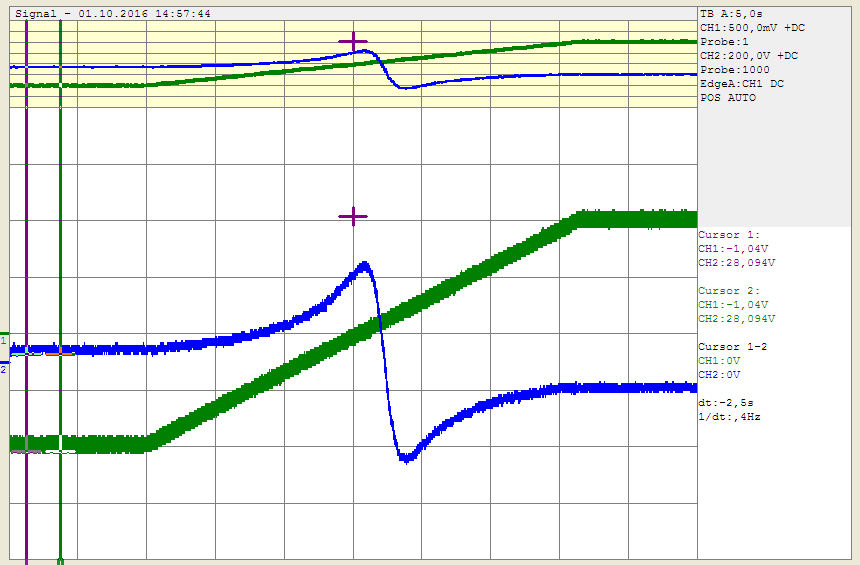 Signal - 01.10.2016 14:57:44
TB A:5,0s
CH1:500,0mV +DC
Probe:1
CH2:200,0V +DC
Probe:1000
EdgeA:CH1 DC
POS AUTO
Cursor 1:
CH1:-1,04V
CH2:28,094V
Cursor 2:
CH1:-1,04V
CH2:28,094V
Cursor 1-2
CH1:0V
CH2:0V
dt:-2,5s
1/dt:,4Hz
1
2